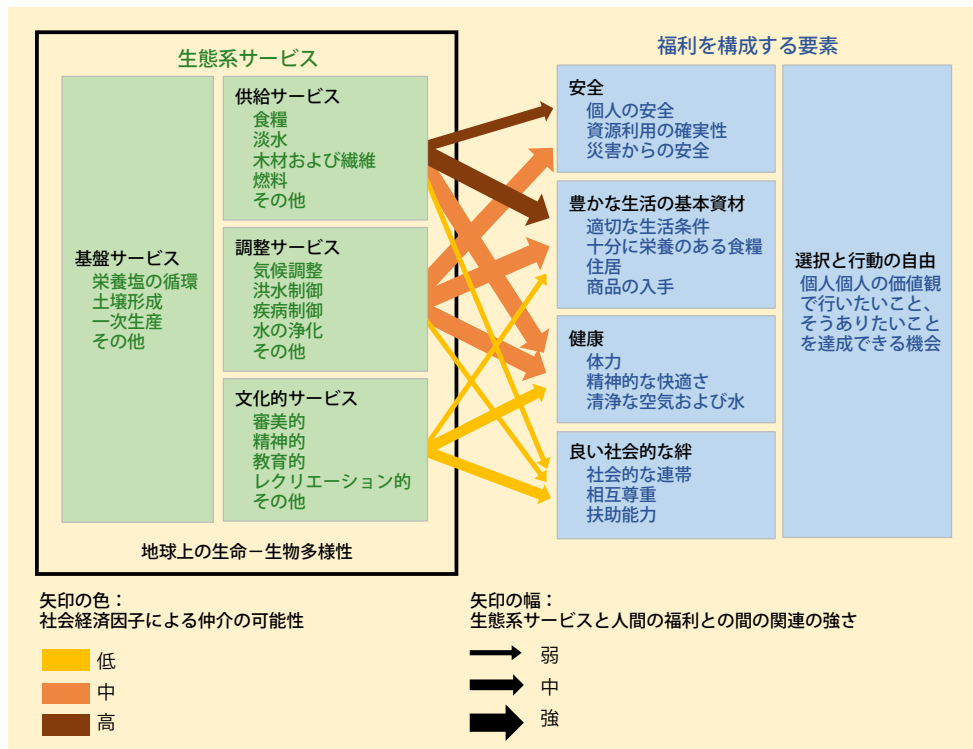 生態系サービス
基盤サービス
栄養塩の循環
土壌形成
一次生産
その他
供給サービス
食糧
淡水
木材および繊維
燃料
その他
調整サービス
気候調整
洪水制御
疾病制御
水の浄化
その他
文化的サービス
審美的
精神的
教育的
レクリエーション的
その他
地球上の生命－生物多様性
福利を構成する要素
安全
個人の安全
資源利用の確実性
災害からの安全
豊かな生活の基本資材
適切な生活条件
十分に栄養のある食糧
住居
商品の入手
健康
体力
精神的な快適さ
清浄な空気および水
良い社会的な絆
社会的な連帯
相互尊重
扶助能力
選択と行動の自由
個人個人の価値観
で行いたいこと、
そうありたいこと
を達成できる機会
矢印の色：
社会経済因子による仲介の可能性
低
中
高
矢印の幅：
生態系サービスと人間の福利との間の関連の強さ
弱
中
強